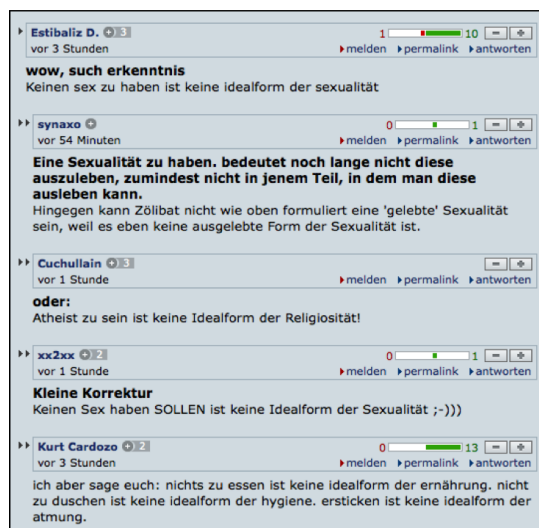 Estibaliz D. 3 1 10
vor 3 Stunden melden permalink antworten
wow, such erkenntnis
Keinen sex zu haben ist keine idealform der sexualität
synaxo 0 1
vor 54 Minuten melden permalink antworten
Eine Sexualität zu haben. bedeutet noch lange nicht diese
auszuleben, zumindest nicht in jenem Teil, in dem man diese
ausleben kann.
Hingegen kann Zölibat nicht wie oben formuliert eine 'gelebte' Sexualität
sein, weil es eben keine ausgelebte Form der Sexualität ist.
Cuchullain 3
vor 1 Stunde melden permalink antworten
oder:
Atheist zu sein ist keine Idealform der Religiosität!
xx2xx 2 0 1
vor 1 Stunde melden permalink antworten
Kleine Korrektur
Keinen Sex haben SOLLEN ist keine Idealform der Sexualität ;-)))
Kurt Cardozo 2 0 13
vor 3 Stunden melden permalink antworten
ich aber sage euch: nichts zu essen ist keine idealform der ernährung. nicht
zu duschen ist keine idealform der hygiene. ersticken ist keine idealform der
atmung.